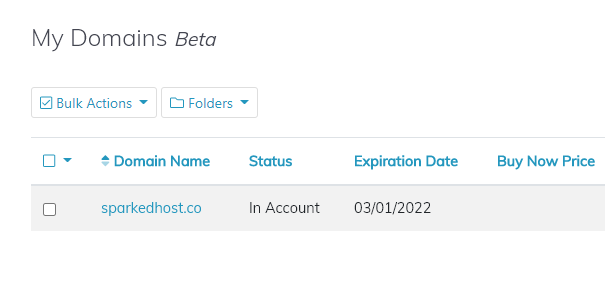 My Domains Beta
Bulk Actions Folders
Domain Name Status Expiration Date Buy Now Price
sparkedhost.co In Account 03/01/2022